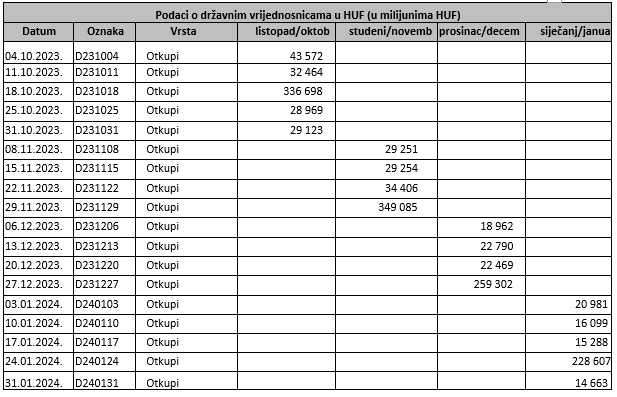 Podaci o državnim vrijednosnicama u HUF (u milijunima HUF)
Datum Oznaka Vrsta listopad/oktob studeni/novemb prosinac/decem siječanj/janua
04.10.2023. D231004 Otkupi 43 572
11.10.2023. D231011 Otkupi 32 464
18.10.2023. D231018 Otkupi 336 698
25.10.2023. D231025 Otkupi 28 969
31.10.2023. D231031 Otkupi 29 123
08.11.2023. D231108 Otkupi 29 251
15.11.2023. D231115 Otkupi 29 254
22.11.2023. D231122 Otkupi 34 406
29.11.2023. D231129 Otkupi 349 085
06.12.2023. D231206 Otkupi 18 962
13.12.2023. D231213 Otkupi 22 790
20.12.2023. D231220 Otkupi 22 469
27.12.2023. D231227 Otkupi 259 302
03.01.2024. D240103 Otkupi 20 981
10.01.2024. D240110 Otkupi 16 099
17.01.2024. D240117 Otkupi 15 288
24.01.2024. D240124 Otkupi 228 607
31.01.2024. D240131 Otkupi 14 663